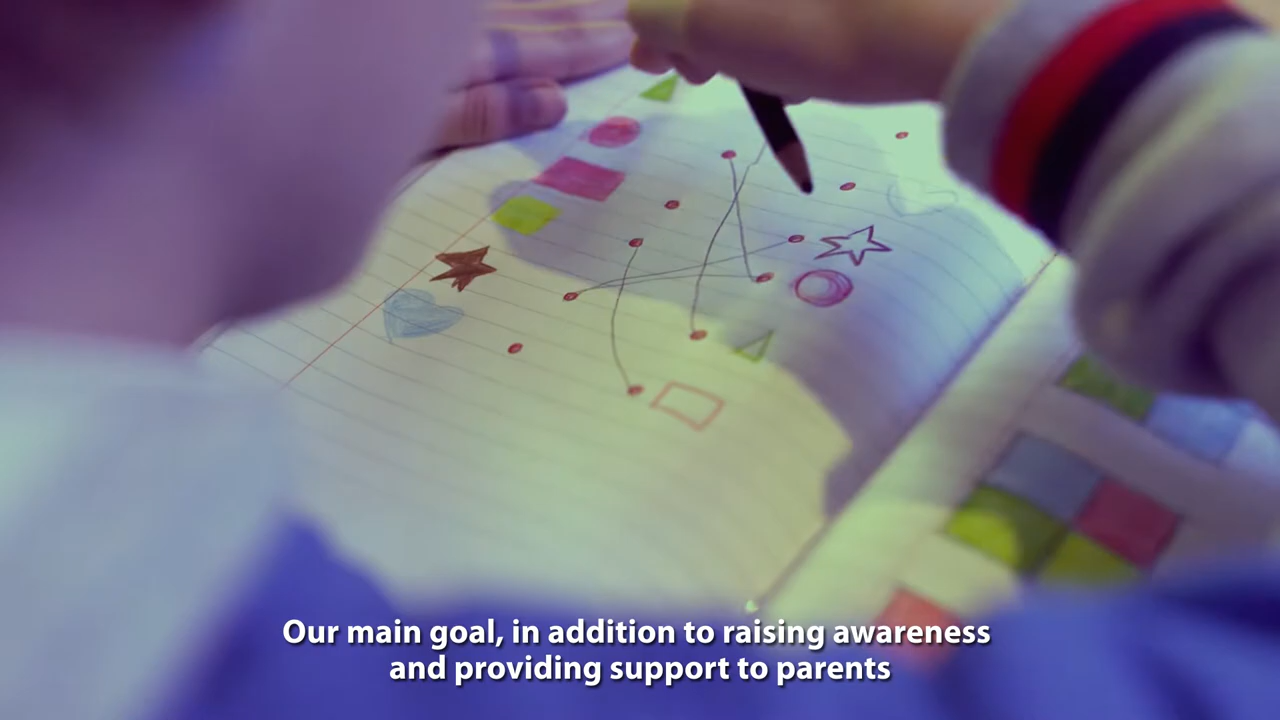 Our main goal, in addition to raising awareness
and providing support to parents